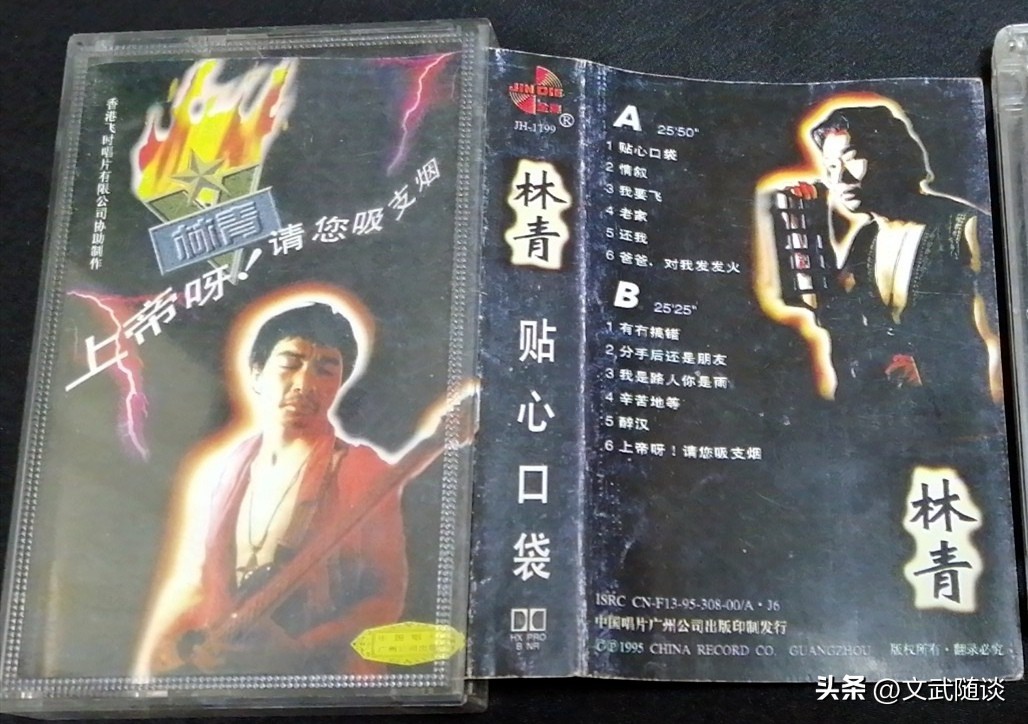 香港飞时唱片有限公司协助制作
林青
上帝呀！请您吸支烟
JIN DIE
JH-1199
®
林青
贴心口袋
HX PRO
B NR
A 25'50"
1 贴心口袋
2 情叙
3 我要飞
4 老家
5 还我
6 爸爸，对我发发火
B 25'25"
1 有冇搞错
2 分手后还是朋友
3 我是路人你是雨
4 辛苦地等
5 醉汉
6 上帝呀！请您吸支烟
林青
ISRC CN-F13-95-308-00/A·J6
中国唱片广州公司出版印制发行
©℗1995 CHINA RECORD CO. GUANGZHOU 版权所有·翻录必究
头条 @文武随谈